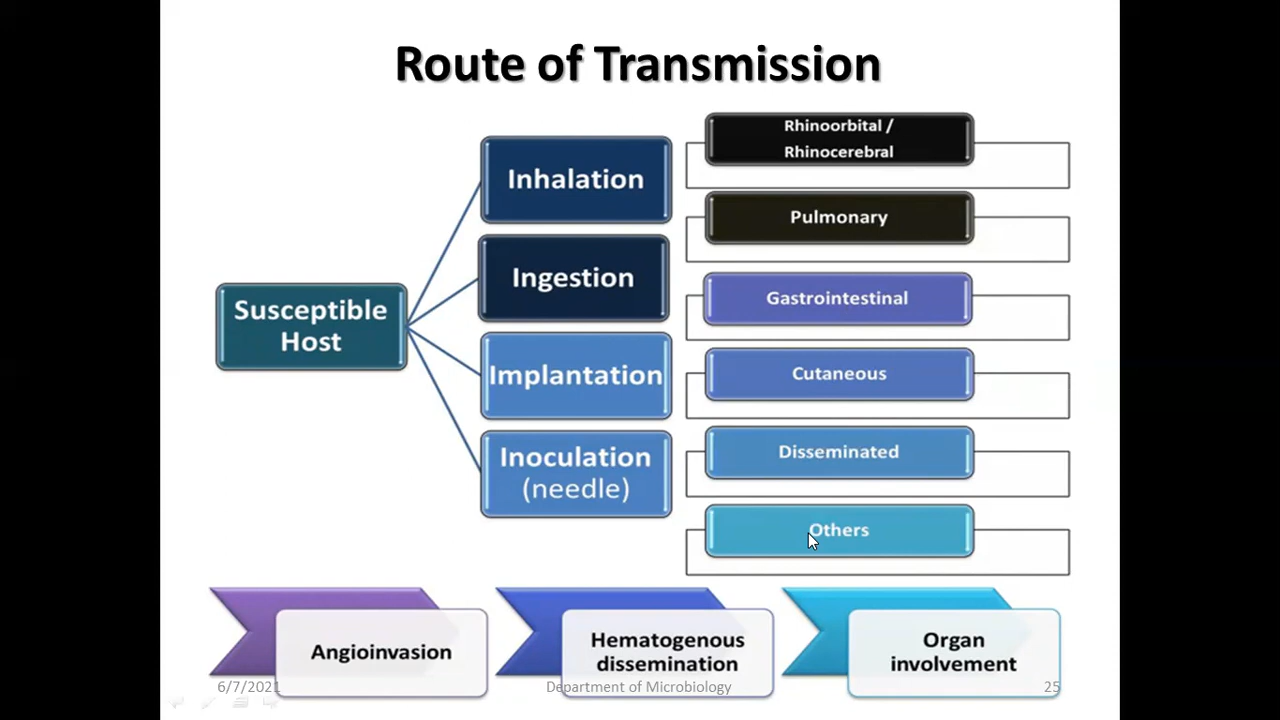 Route of Transmission
Susceptible
Host
Inhalation
Ingestion
Implantation
Inoculation
(needle)
Rhinoorbital /
Rhinocerebral
Pulmonary
Gastrointestinal
Cutaneous
Disseminated
Others
Angioinvasion
Hematogenous
dissemination
Organ
involvement
6/7/2021
Department of Microbiology
25